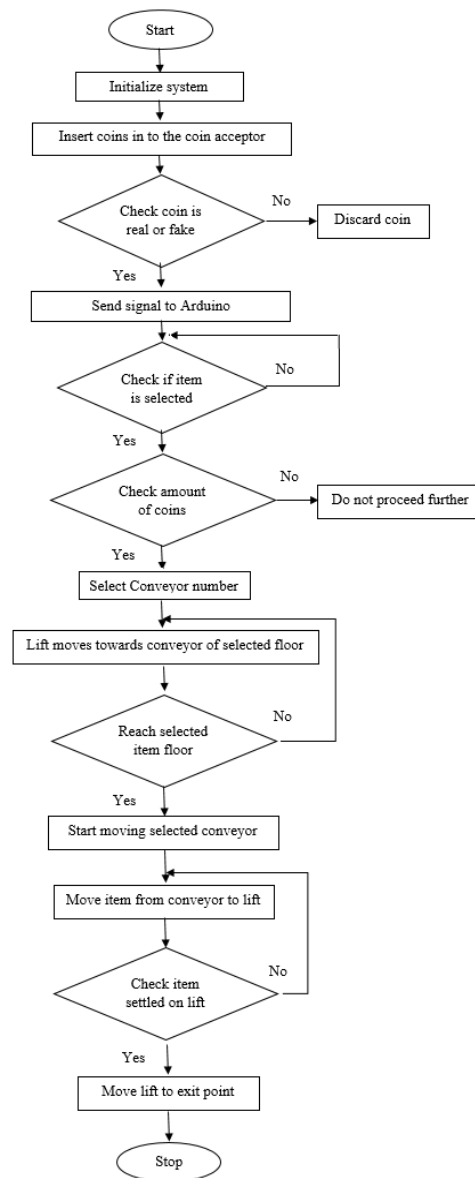 Start
Initialize system
Insert coins in to the coin acceptor
Check coin is
real or fake
No
Discard coin
Yes
Send signal to Arduino
Check if item
is selected
No
Yes
Check amount
of coins
No
Do not proceed further
Yes
Select Conveyor number
Lift moves towards conveyor of selected floor
Reach selected
item floor
No
Yes
Start moving selected conveyor
Move item from conveyor to lift
Check item
settled on lift
No
Yes
Move lift to exit point
Stop